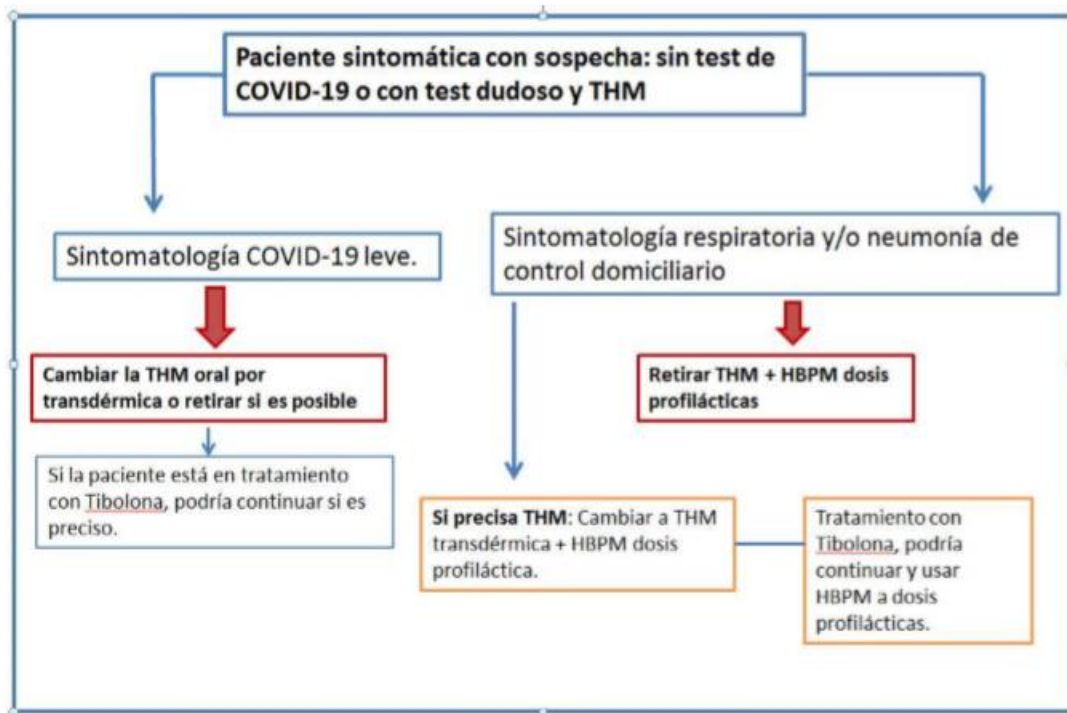 Paciente sintomática con sospecha: sin test de
COVID-19 o con test dudoso y THM
Sintomatología COVID-19 leve.
Sintomatología respiratoria y/o neumonía de
control domiciliario
Cambiar la THM oral por
transdérmica o retirar si es posible
Retirar THM + HBPM dosis
profilácticas
Si la paciente está en tratamiento
con Tibolona, podría continuar si es
preciso.
Si precisa THM: Cambiar a THM
transdérmica + HBPM dosis
profiláctica.
Tratamiento con
Tibolona, podría
continuar y usar
HBPM a dosis
profilácticas.